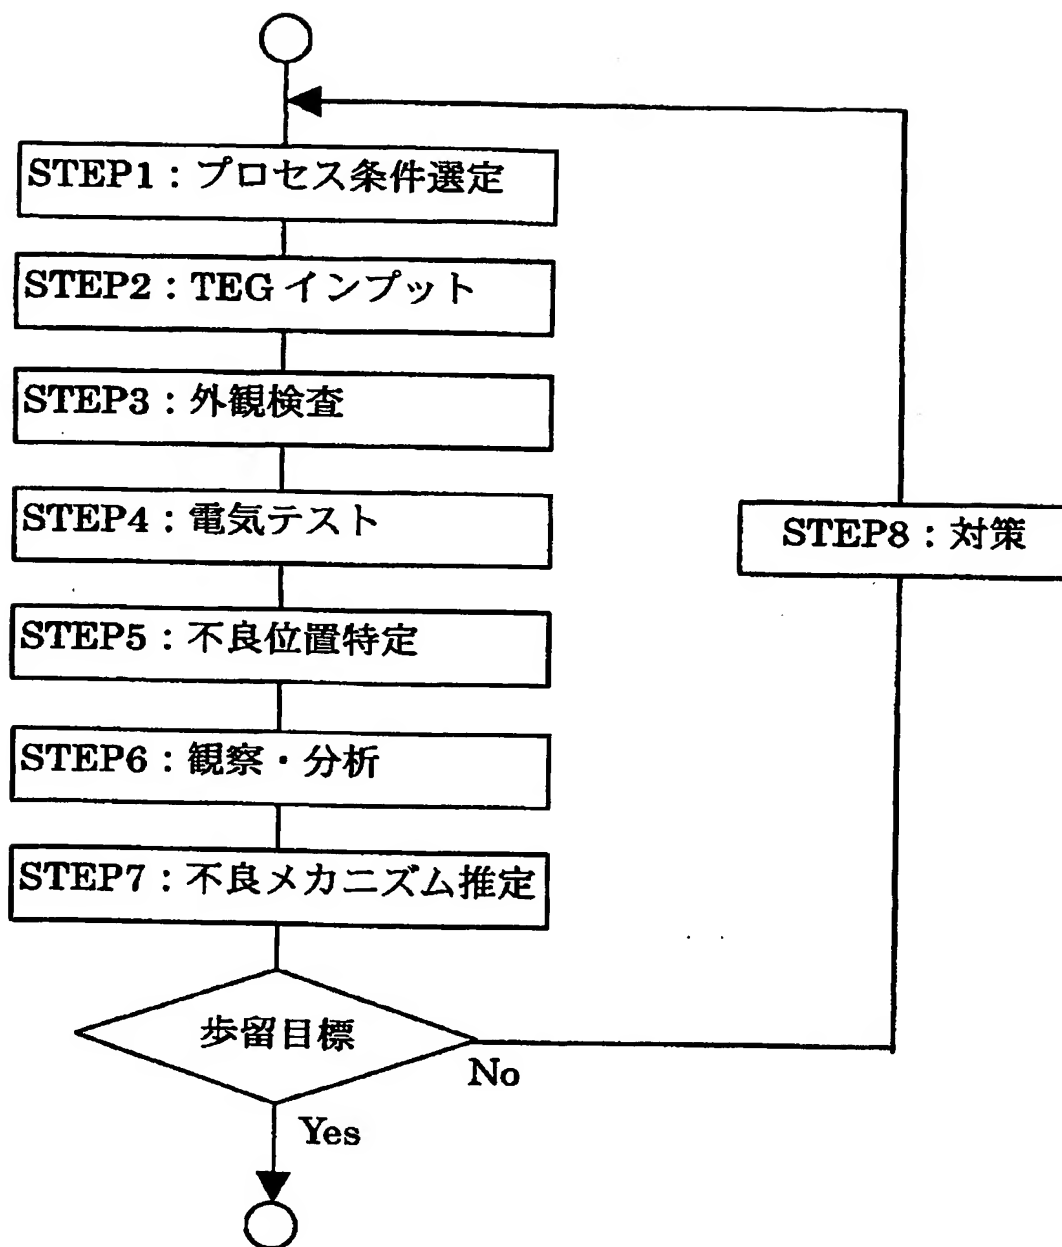 STEP1：プロセス条件選定
STEP2：TEGインプット
STEP3：外観検査
STEP4：電気テスト
STEP8：対策
STEP5：不良位置特定
STEP6：観察・分析
STEP7：不良メカニズム推定
歩留目標
No
Yes